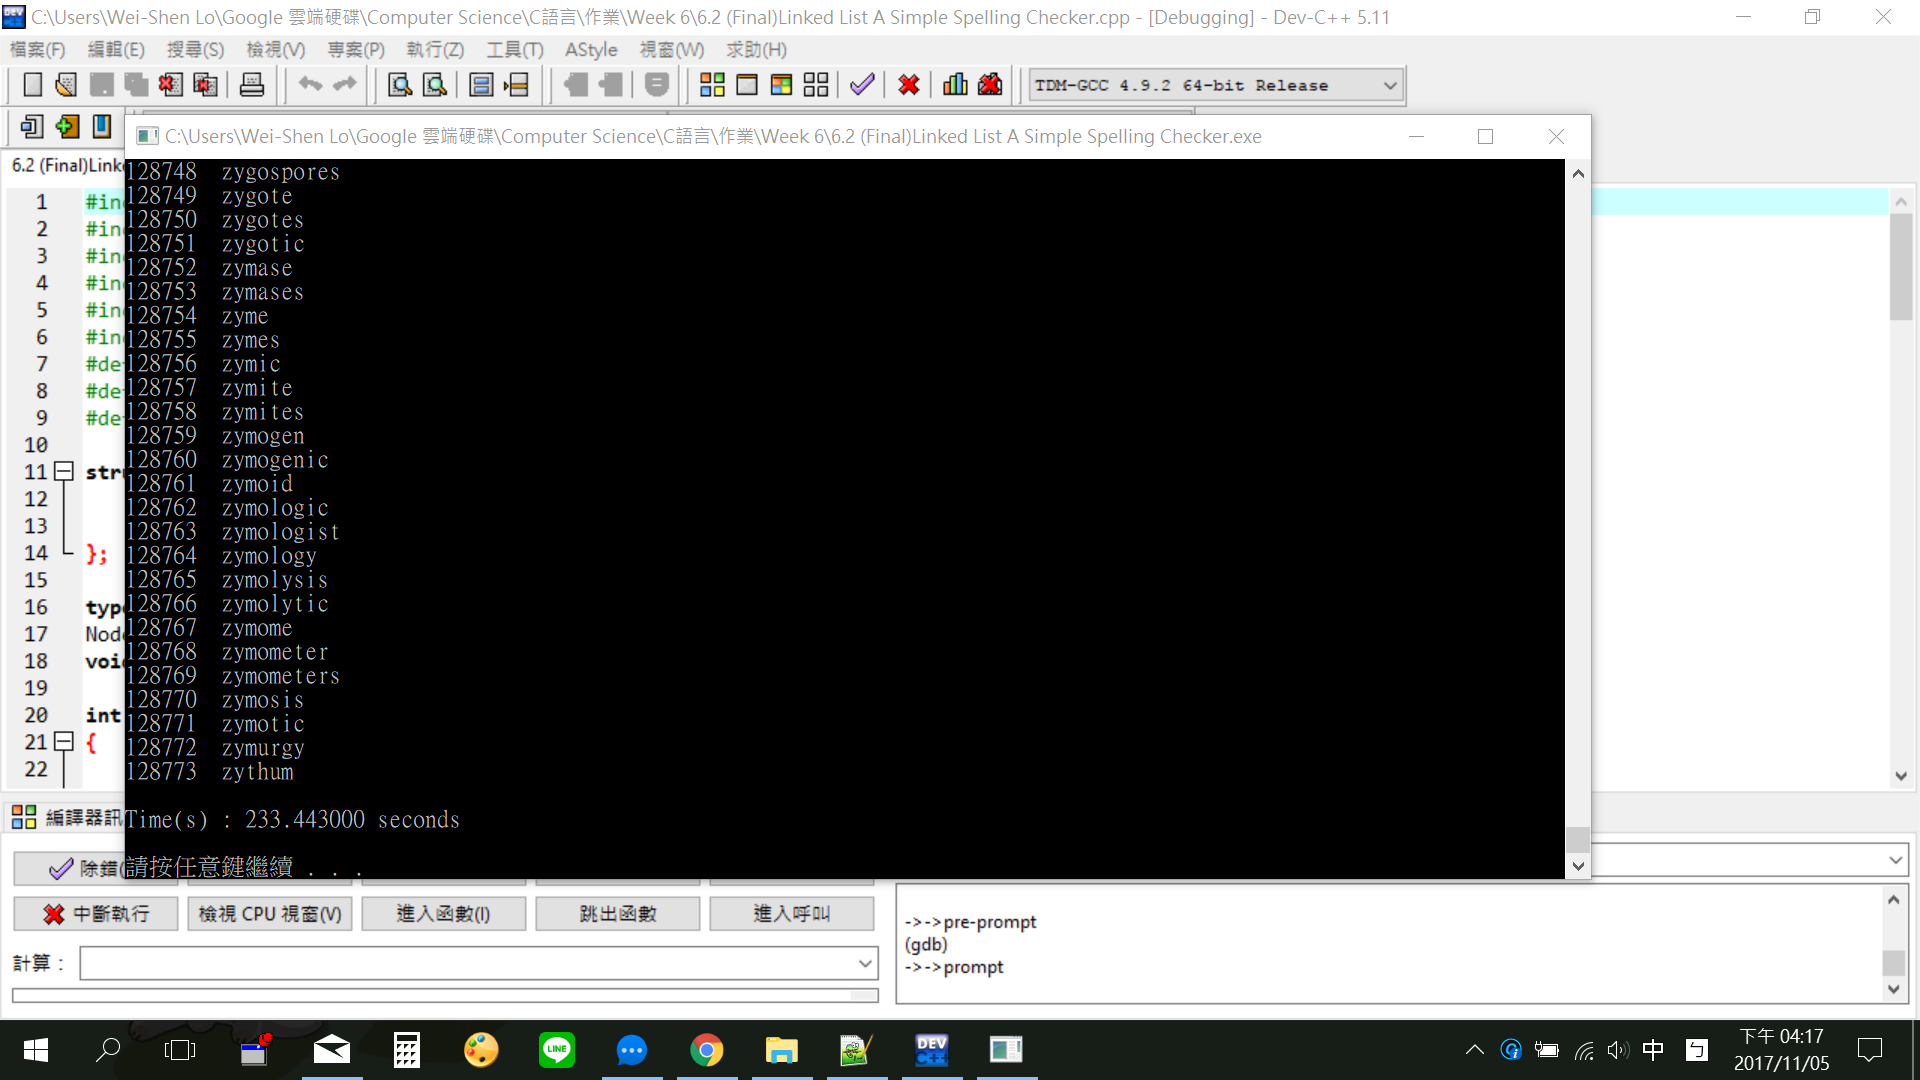 C:\Users\Wei-Shen Lo\Google 雲端硬碟\Computer Science\C語言\作業\Week 6\6.2 (Final)Linked List A Simple Spelling Checker.cpp - [Debugging] - Dev-C++ 5.11
檔案(F) 編輯(E) 搜尋(S) 檢視(V) 專案(P) 執行(Z) 工具(T) AStyle 視窗(W) 求助(H)
TDM-GCC 4.9.2 64-bit Release
C:\Users\Wei-Shen Lo\Google 雲端硬碟\Computer Science\C語言\作業\Week 6\6.2 (Final)Linked List A Simple Spelling Checker.exe
6.2 (Final)Link
128748 zygospores
128749 zygote
128750 zygotes
128751 zygotic
128752 zymase
128753 zymases
128754 zyme
128755 zymes
128756 zymic
128757 zymite
128758 zymites
128759 zymogen
128760 zymogenic
128761 zymoid
128762 zymologic
128763 zymologist
128764 zymology
128765 zymolysis
128766 zymolytic
128767 zymome
128768 zymometer
128769 zymometers
128770 zymosis
128771 zymotic
128772 zymurgy
128773 zythum
Time(s) : 233.443000 seconds
請按任意鍵繼續 . . .
1 #in
2 #in
3 #in
4 #in
5 #in
6 #in
7 #de
8 #de
9 #de
10
11 str
12
13
14 };
15
16 typ
17 Nod
18 voi
19
20 int
21 {
22
編譯器訊
除錯(
中斷執行 檢視 CPU 視窗(V) 進入函數(I) 跳出函數 進入呼叫
計算：
->->pre-prompt
(gdb)
->->prompt
LINE
DEV
中
下午 04:17
2017/11/05